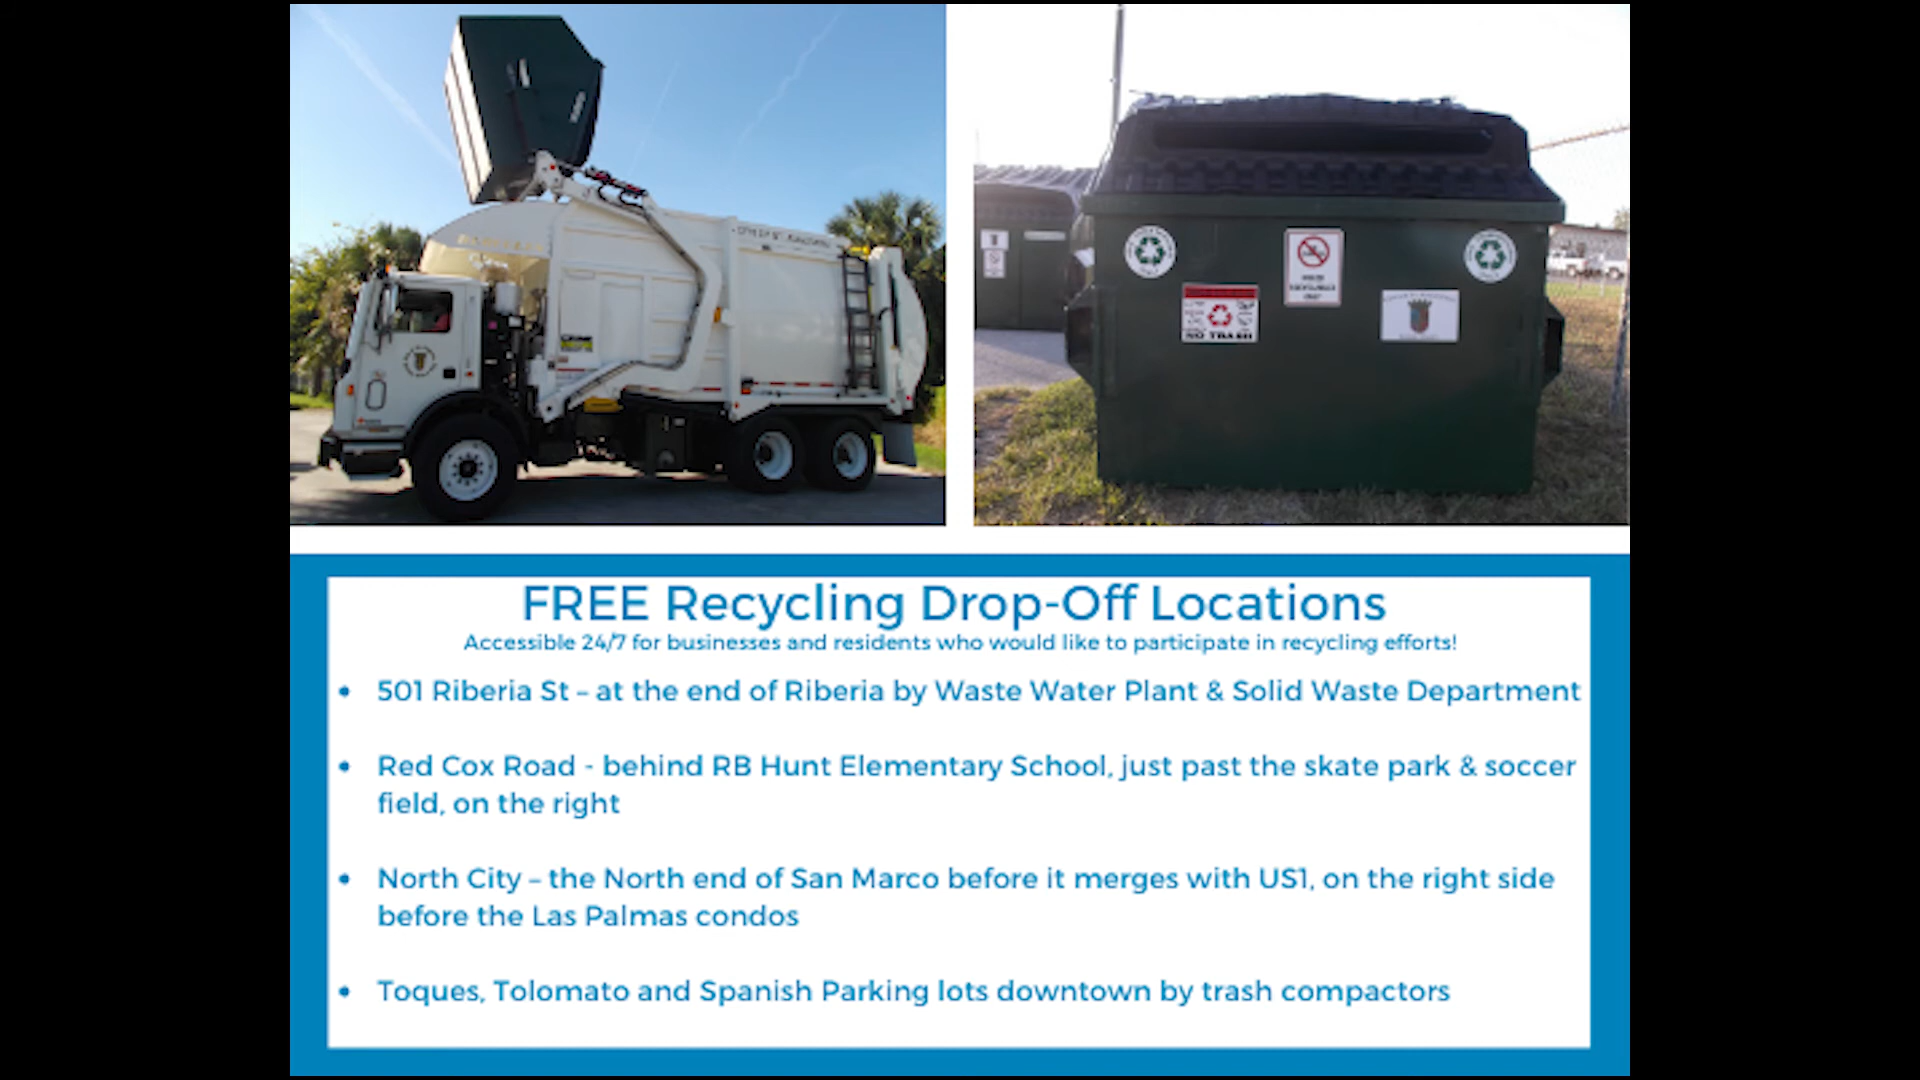 NO TRASH
FREE Recycling Drop-Off Locations
Accessible 24/7 for businesses and residents who would like to participate in recycling efforts!
• 501 Riberia St – at the end of Riberia by Waste Water Plant & Solid Waste Department
• Red Cox Road - behind RB Hunt Elementary School, just past the skate park & soccer
field, on the right
• North City – the North end of San Marco before it merges with US1, on the right side
before the Las Palmas condos
• Toques, Tolomato and Spanish Parking lots downtown by trash compactors